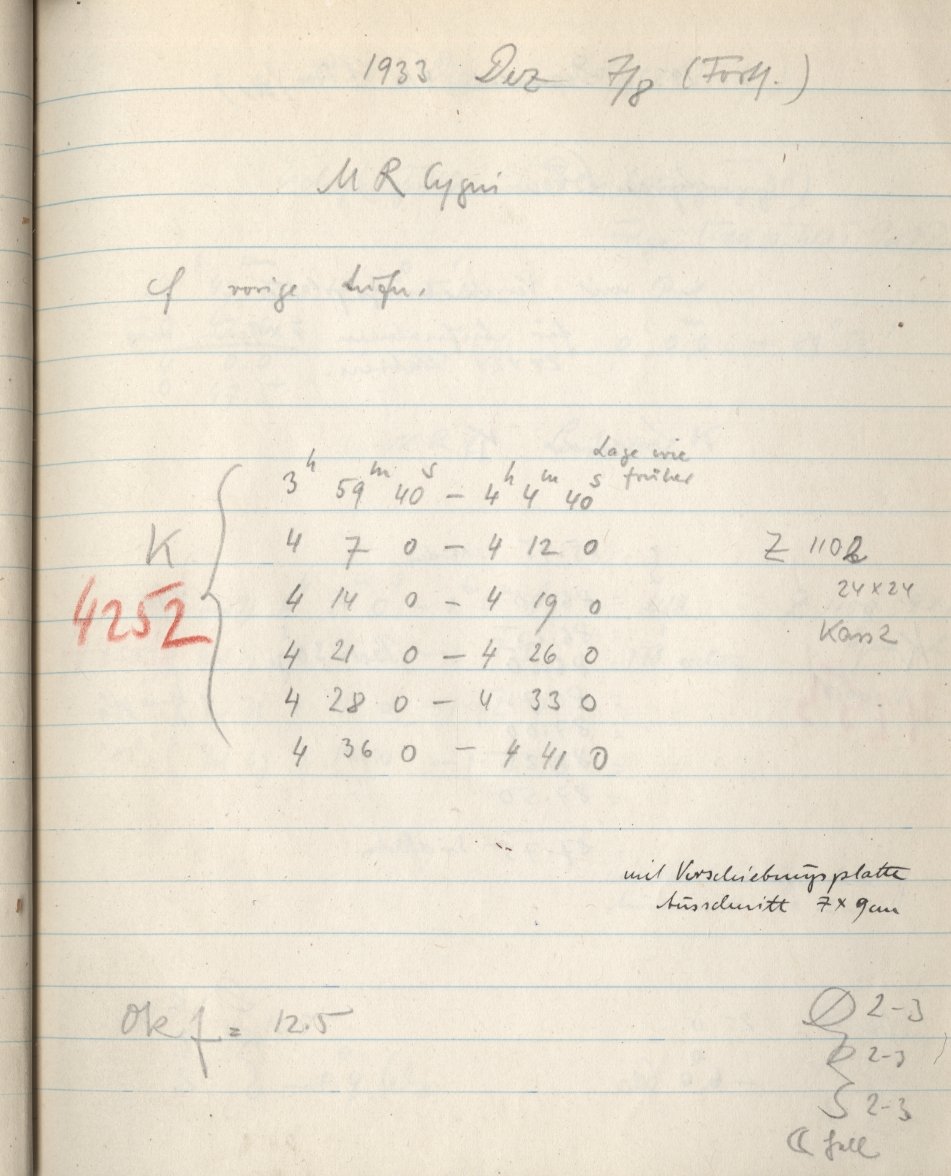 1933 Dez 7/8 (Forts.)
MR Cygni
cf vorige Aufn.
Lage wie
früher
3h 59m 40s – 4h 4m 40s
K
4 7 0 – 4 12 0
Z 110
24 x 24
4252
4 14 0 – 4 19 0
Kass 2
4 21 0 – 4 26 0
4 28 0 – 4 33 0
4 36 0 – 4 41 0
mit Verschiebungsplatte
Ausschnitt 7 x 9 cm
Ok f = 12.5
2-3
2-3
S 2-3
☾ hell